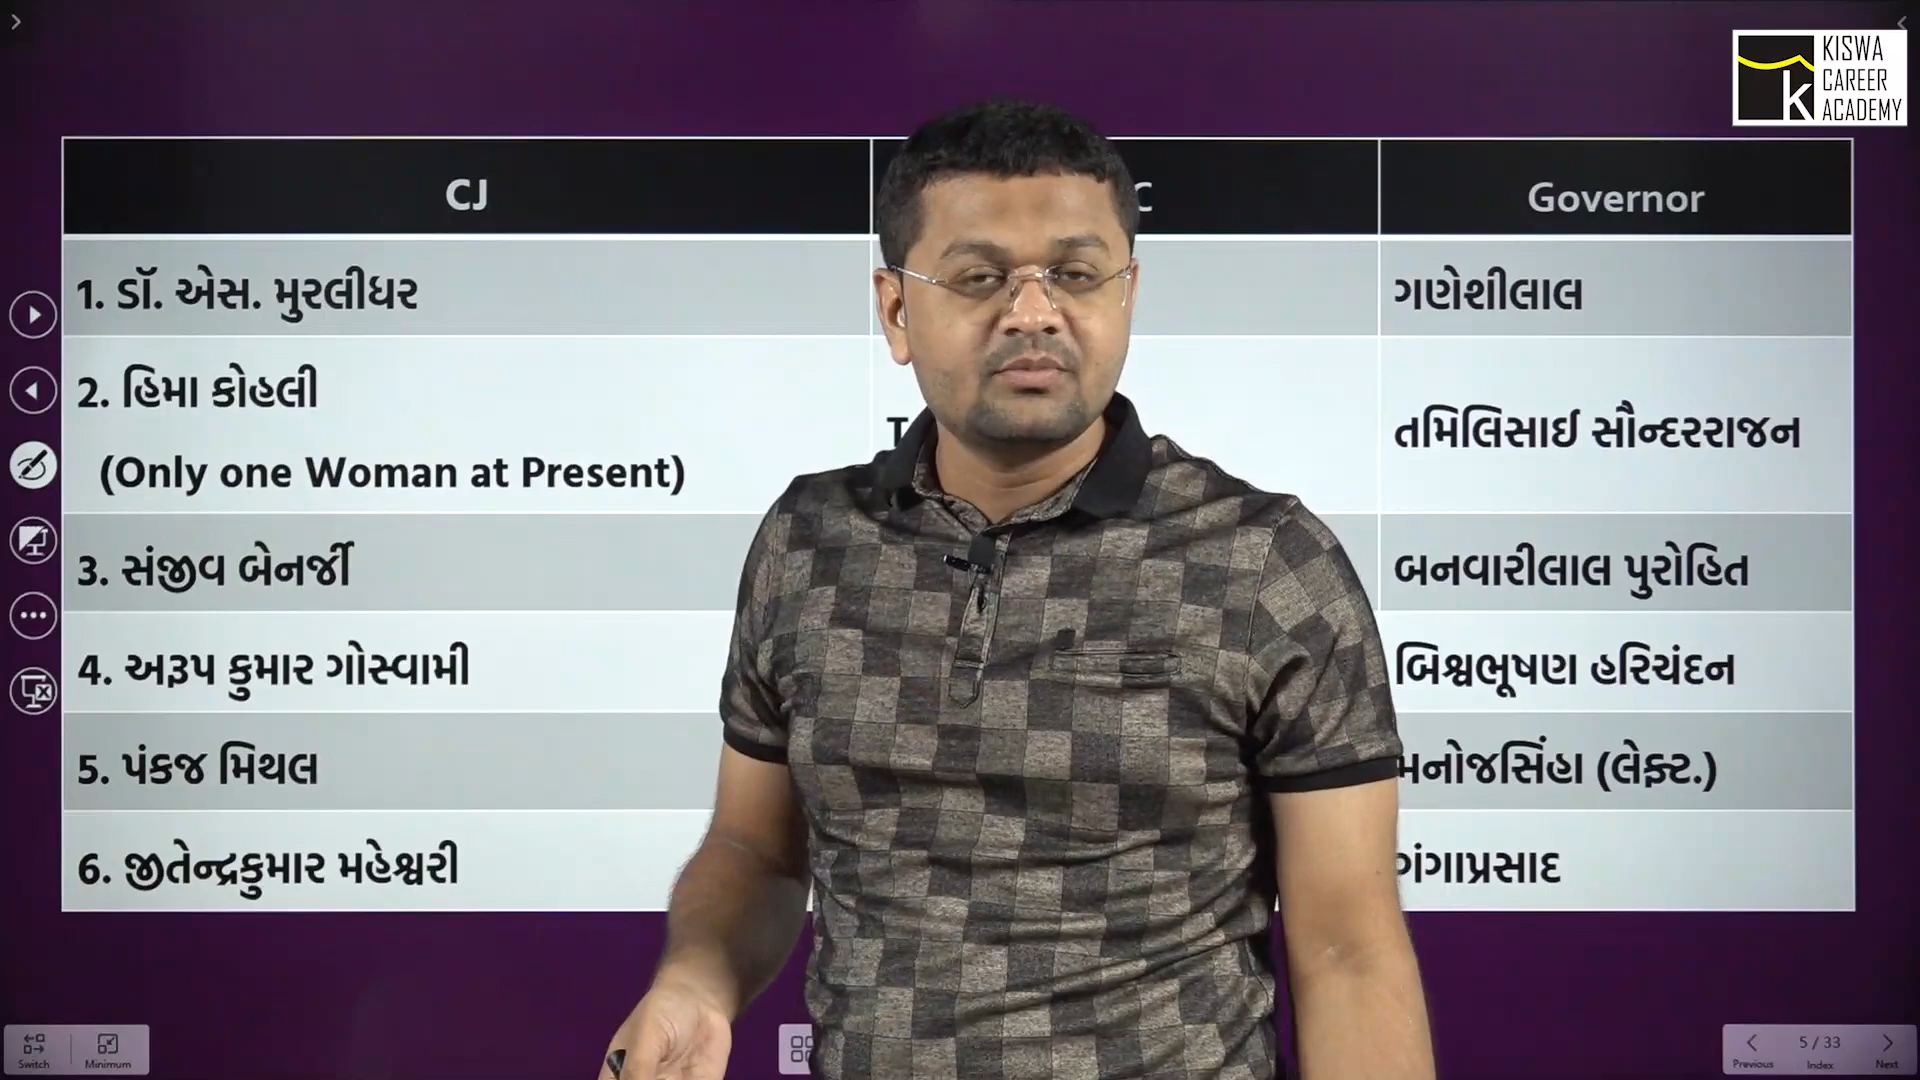 KISWA
CAREER
ACADEMY
k
CJ
Governor
1. ડૉ. એસ. મુરલીધર
ગણેશીલાલ
2. હિમા કોહલી
(Only one Woman at Present)
તમિલિસાઈ સૌન્દરરાજન
3. સંજીવ બેનર્જી
બનવારીલાલ પુરોહિત
4. અરૂપ કુમાર ગોસ્વામી
બિશ્વભૂષણ હરિચંદન
5. પંકજ મિથલ
મનોજસિંહા (લેફ્ટ.)
6. જીતેન્દ્રકુમાર મહેશ્વરી
ગંગાપ્રસાદ
Switch
Minimum
5 / 33
Previous
Index
Next